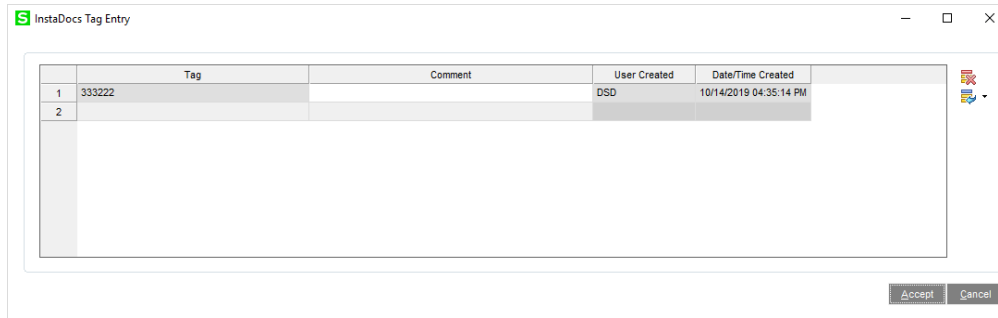 S InstaDocs Tag Entry
Tag Comment User Created Date/Time Created
1 333222 DSD 10/14/2019 04:35:14 PM
2
Accept Cancel